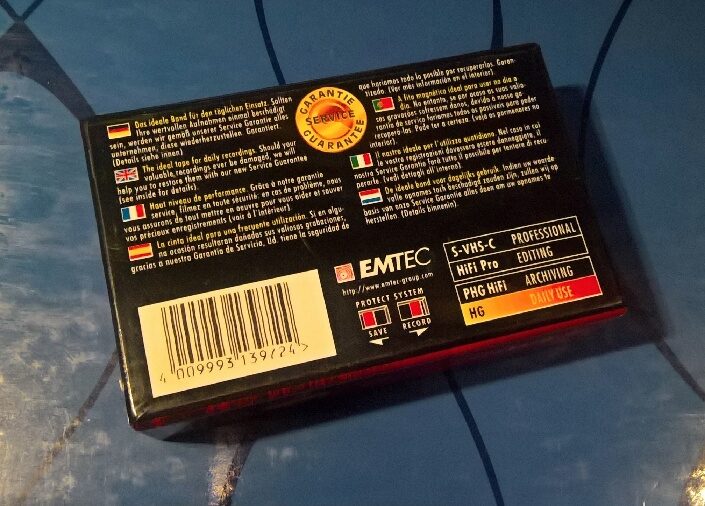 Das ideale Band für den täglichen Einsatz. Sollten
Ihre wertvollen Aufnahmen einmal beschädigt
sein, werden wir gemäß unserer Service Garantie alles
unternehmen, diese wiederherzustellen. (Garantie
Details siehe innen)
The ideal tape for daily recordings. Should your
valuable recordings ever be damaged, we will
help you to restore them with our new Service Guarantee
(see inside for details).
Haut niveau de performance. Grâce à notre garantie
service, filmez en toute sécurité: en cas de problème, nous
vous assurons de tout mettre en oeuvre pour vous aider et sauver
vos précieux enregistrements (voir à l'intérieur).
La cinta ideal para una frecuente utilización. Si en algu-
na ocasión resultaran dañadas sus valiosas grabaciones,
gracias a nuestra Garantía de Servicio, Ud. tiene la seguridad de
GARANTIE
SERVICE
GUARANTEE
que haríamos todo lo posible por recuperarlas. Garan-
tizado. (Ver más información en el interior).
A fita magnética ideal para usar no dia a
dia. No entanto, se por acaso as suas valio-
sas gravações sofrerem danos, devido à nossa ga-
rantia de serviço faremos todos os possíveis para poder
recuperá-las. Pode ter a certeza. (veja os pormenores no
interior).
Il nastro ideale per l'utilizzo quotidiano. Nel caso in cui
le vostre registrazioni dovessero essere danneggiate, il
nostro Service Garantie farà tutto il possibile per tentare di recu-
perarle. (vedi dettagli all'interno).
De ideale band voor dagelijks gebruik. Indien uw waarde-
volle opnames toch beschadigd raken zijn, zullen wij op
basis van onze Service Garantie alles doen om uw opnames te
herstellen. (Details binnenin).
EMTEC
http://www.emtec-group.com
PROTECT SYSTEM
SAVE RECORD
S-VHS-C PROFESSIONAL
HiFi Pro EDITING
PHG HiFi ARCHIVING
HG DAILY USE
4 009993 139724 >